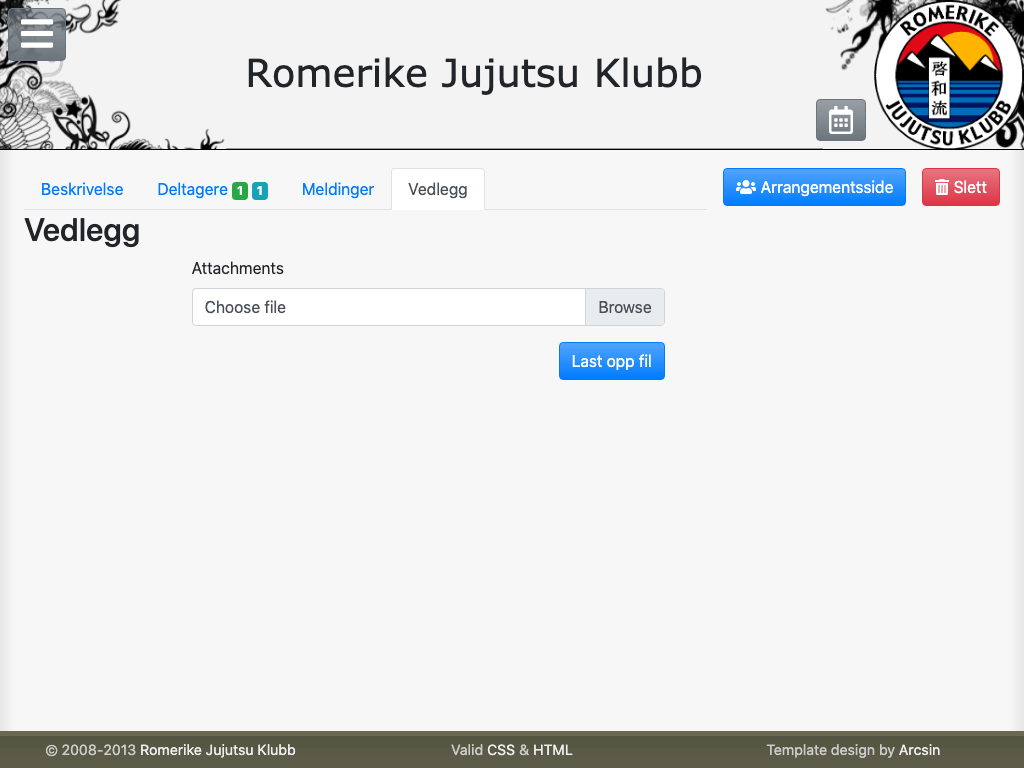 Romerike Jujutsu Klubb
ROMERIKE
啓和流
JUJUTSU KLUBB
Beskrivelse
Deltagere 1 1
Meldinger
Vedlegg
Arrangementsside
Slett
Vedlegg
Attachments
Choose file
Browse
Last opp fil
© 2008-2013 Romerike Jujutsu Klubb
Valid CSS & HTML
Template design by Arcsin